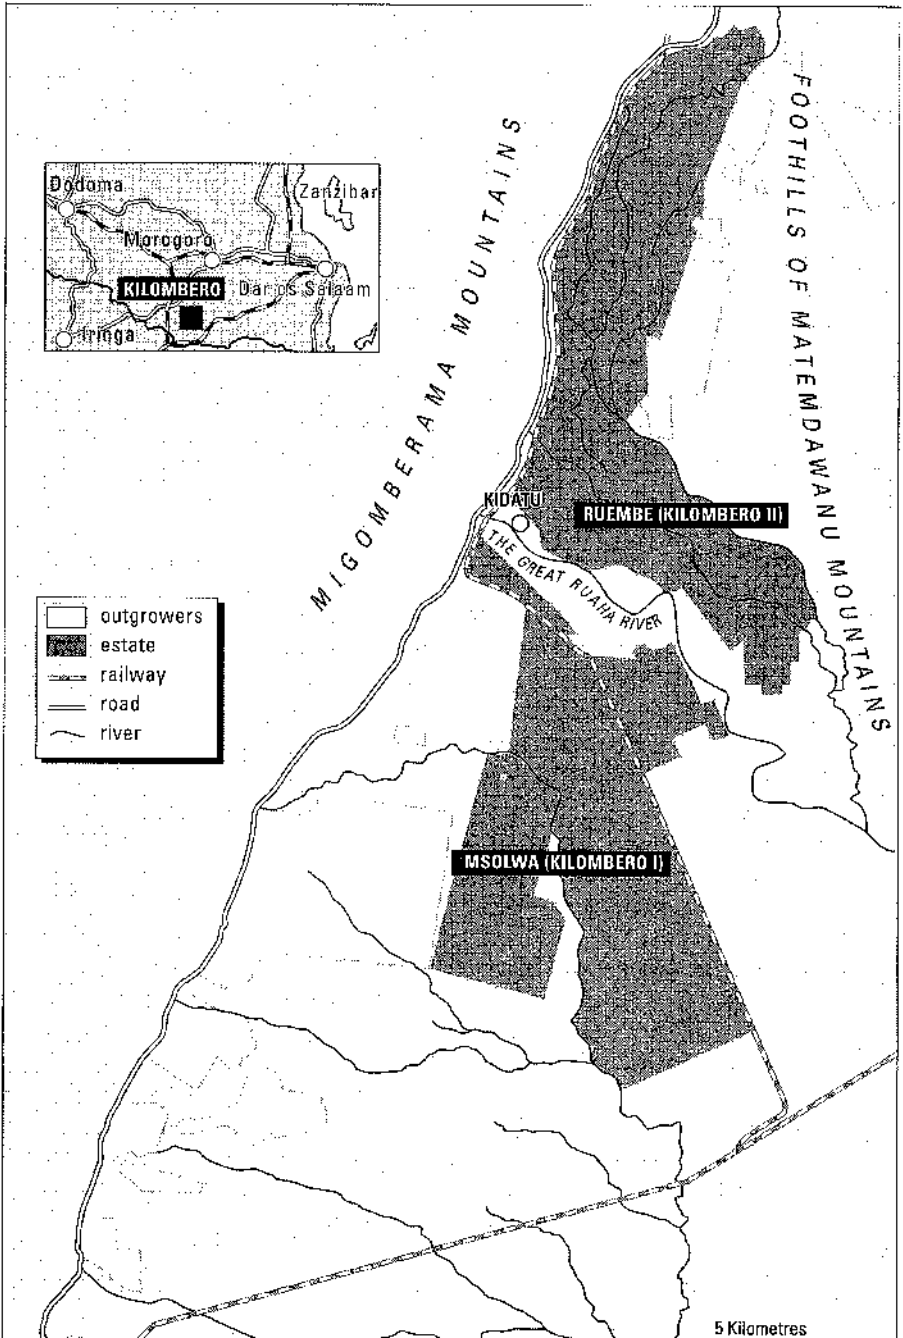 MIGOMBERAMA MOUNTAINS
FOOTHILLS OF MATEMDAWANU MOUNTAINS
Dodoma
Zanzibar
Morogoro
KILOMBERO
Dar es Salaam
Iringa
KIDATU
RUEMBE (KILOMBERO II)
THE GREAT RUAHA RIVER
outgrowers
estate
railway
road
river
MSOLWA (KILOMBERO I)
5 Kilometres